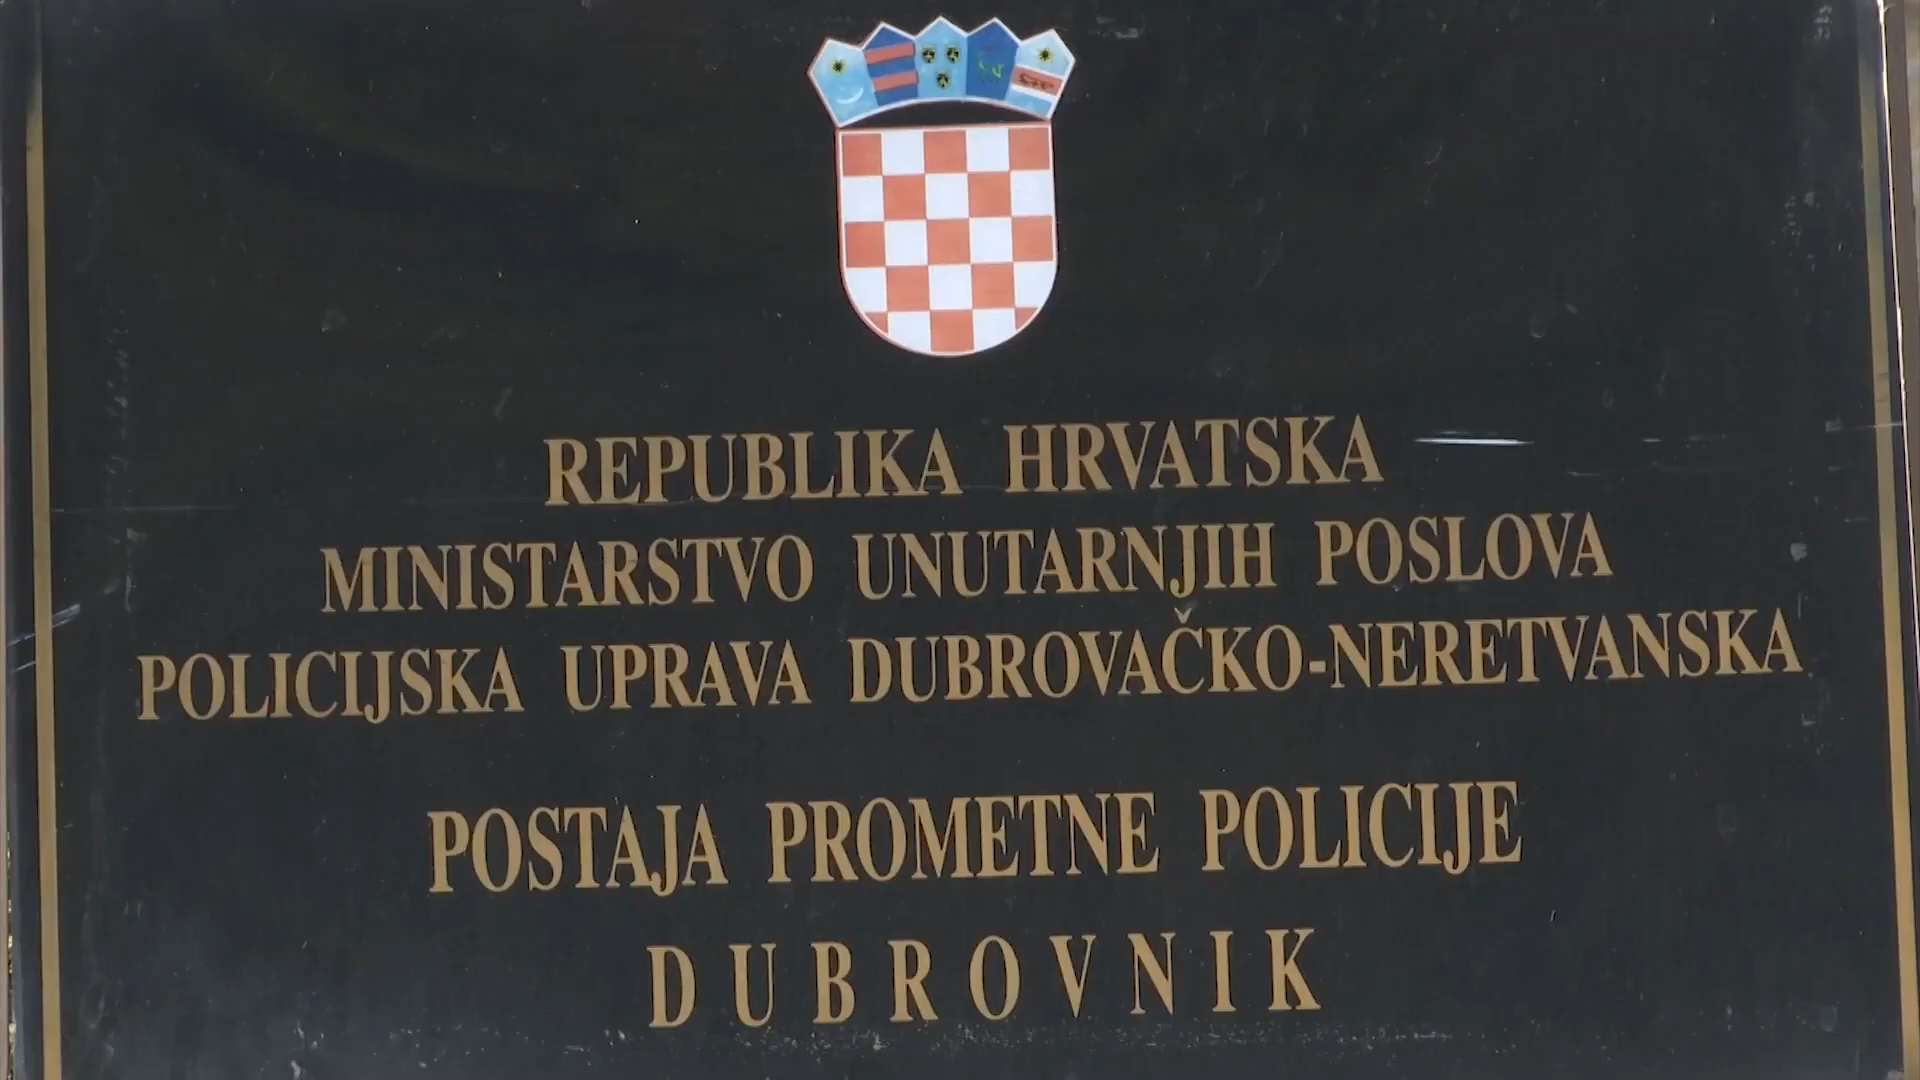 REPUBLIKA HRVATSKA
MINISTARSTVO UNUTARNJIH POSLOVA
POLICIJSKA UPRAVA DUBROVAČKO-NERETVANSKA
POSTAJA PROMETNE POLICIJE
DUBROVNIK